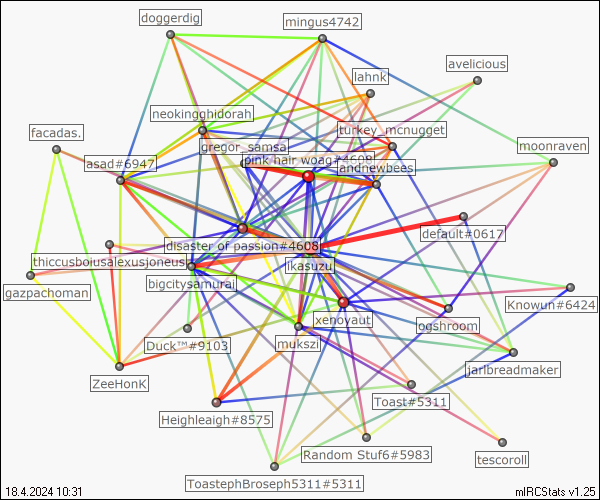 doggerdig
mingus4742
avelicious
lahnk
neokingghidorah
turkey_mcnugget
facadas.
gregor_samsa
moonraven
asad#6947
pink hair woag#4608
andnewbees
default#0617
disaster of passion#4608
thiccusboiusalexusjoneus
ikasuzu
bigcitysamurai
gazpachoman
Knowun#6424
xenoyaut
ogshroom
Duck™#9103
mukszi
jarlbreadmaker
ZeeHonK
Toast#5311
Heighleigh#8575
Random Stuf6#5983
tescoroll
ToastephBroseph5311#5311
18.4.2024 10:31
mIRCStats v1.25